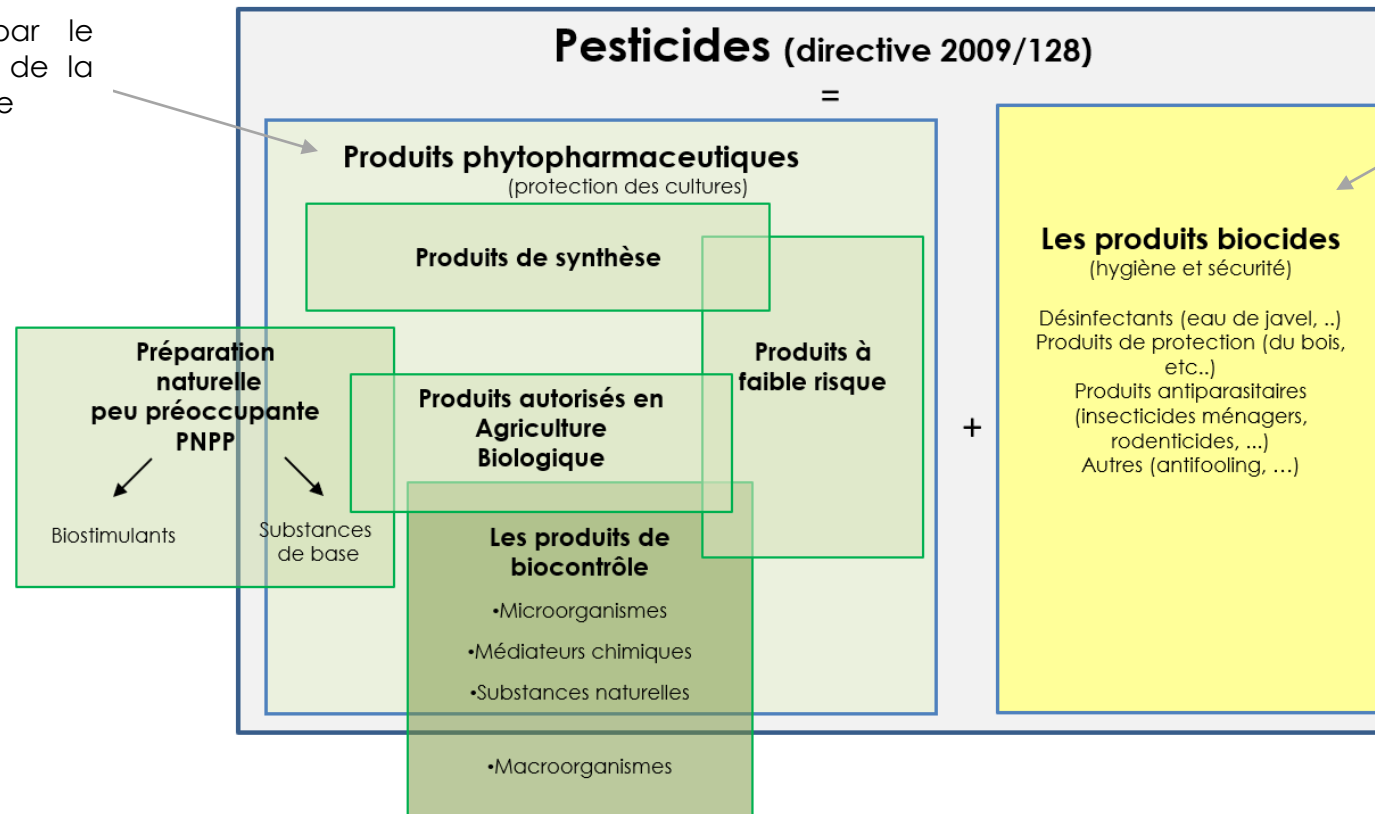 par le
de la
e
Pesticides (directive 2009/128)
=
Produits phytopharmaceutiques
(protection des cultures)
Produits de synthèse
Préparation
naturelle
peu préoccupante
PNPP
Biostimulants
Substances
de base
Produits autorisés en
Agriculture
Biologique
Produits à
faible risque
Les produits de
biocontrôle
•Microorganismes
•Médiateurs chimiques
•Substances naturelles
•Macroorganismes
+
Les produits biocides
(hygiène et sécurité)
Désinfectants (eau de javel, ..)
Produits de protection (du bois,
etc..)
Produits antiparasitaires
(insecticides ménagers,
rodenticides, ...)
Autres (antifooling, …)